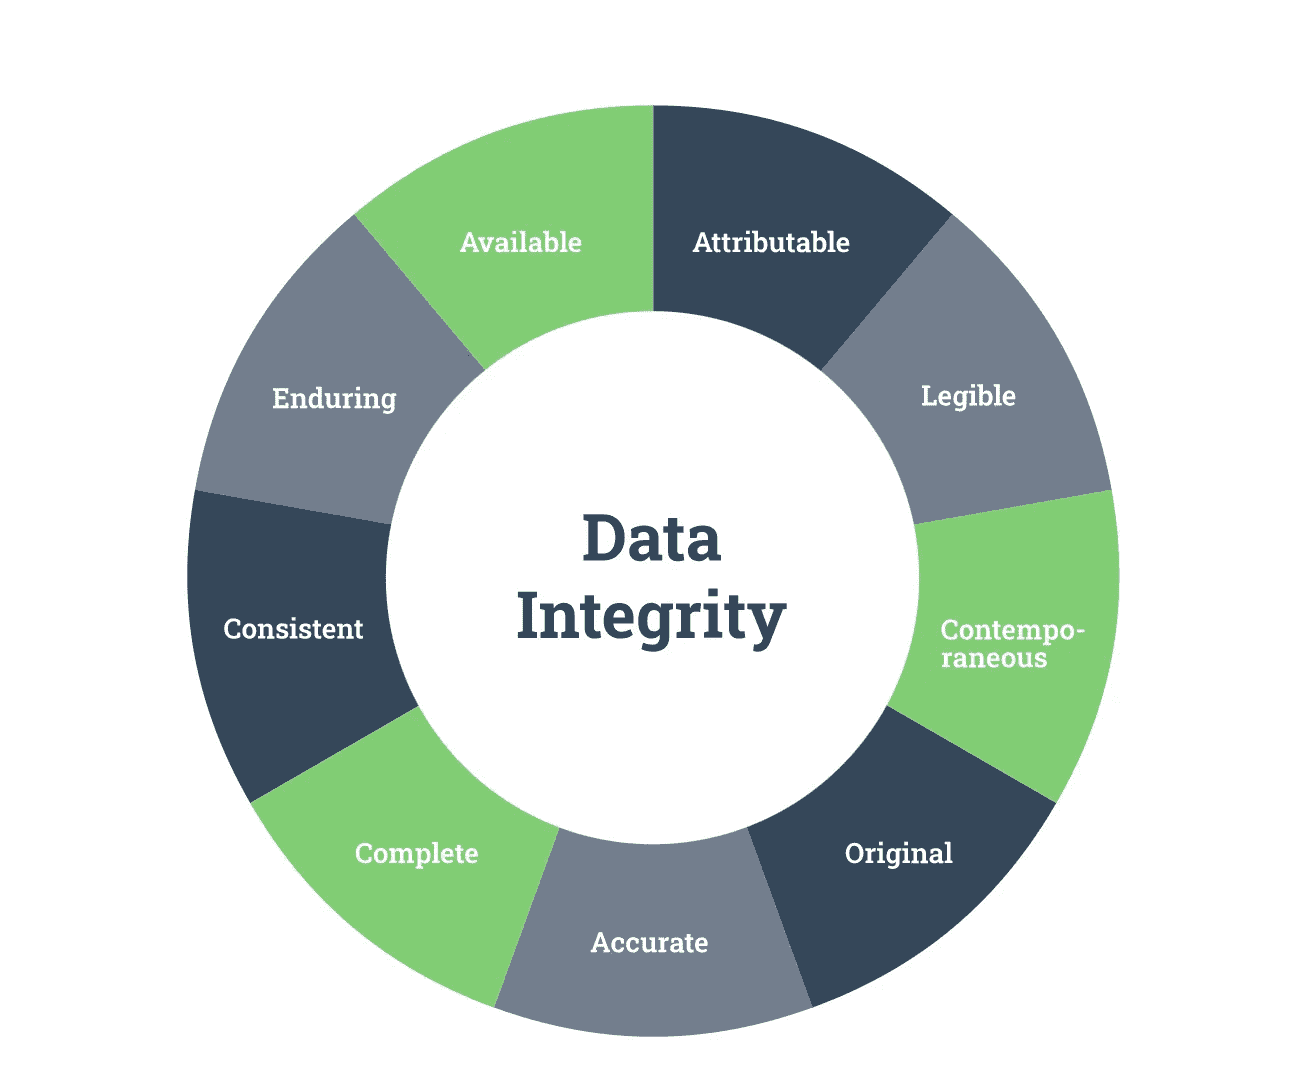 Available
Attributable
Enduring
Legible
Data
Integrity
Consistent
Contempo-
raneous
Complete
Original
Accurate